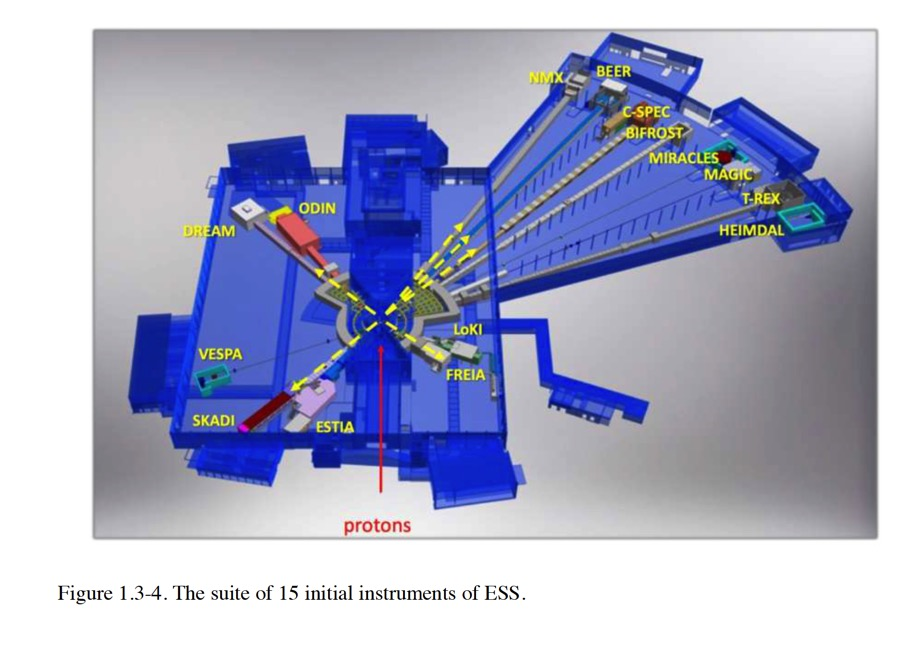 NMX
BEER
C-SPEC
BIFROST
MIRACLES
MAGIC
T-REX
HEIMDAL
ODIN
DREAM
LoKI
FREIA
VESPA
SKADI
ESTIA
protons
Figure 1.3-4. The suite of 15 initial instruments of ESS.